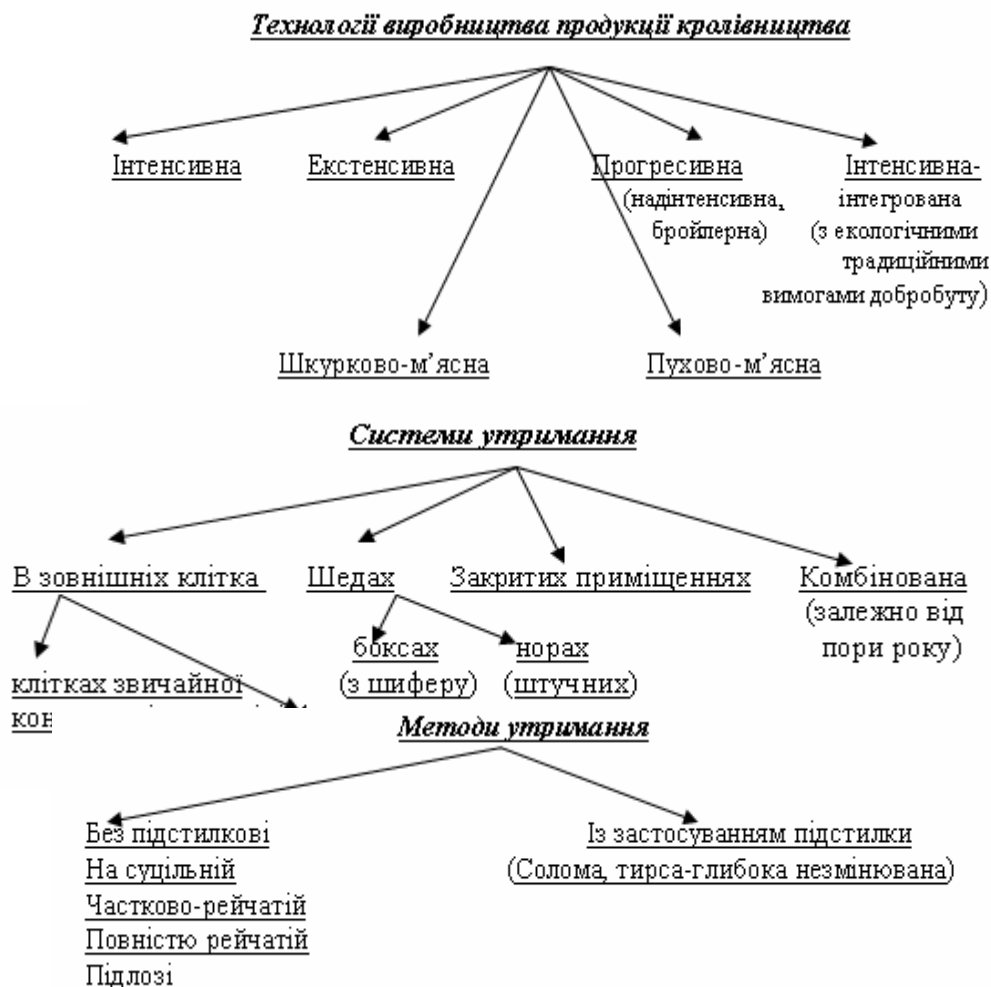 Технології виробництва продукції кролівництва
Інтенсивна
Екстенсивна
Прогресивна
(надінтенсивна,
бройлерна)
Інтенсивна-
інтегрована
(з екологічними
традиційними
вимогами добробуту)
Шкурково-м’ясна
Пухово-м’ясна
Системи утримання
В зовнішніх клітка
Шедах
Закритих приміщеннях
Комбінована
(залежно від
пори року)
боксах
(з шиферу)
норах
(штучних)
клітках звичайної
Методи утримання
Без підстилкові
На суцільній
Частково-рейчатій
Повністю рейчатій
Підлозі
Із застосуванням підстилки
(Солома, тирса-глибока незмінювана)